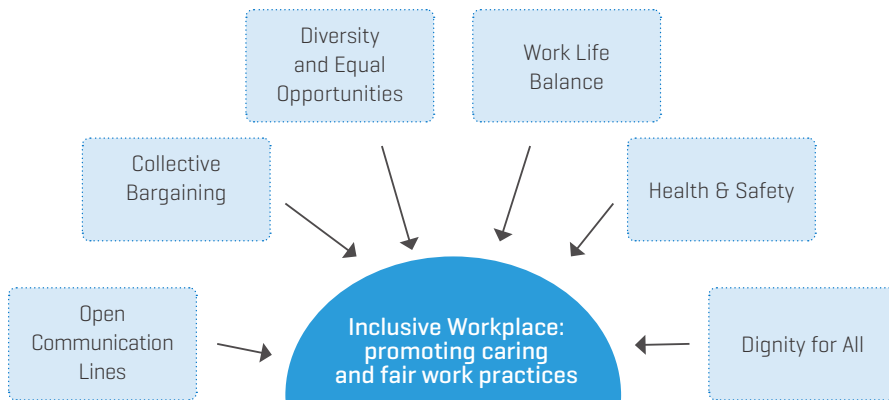 Diversity
and Equal
Opportunities
Work Life
Balance
Collective
Bargaining
Health & Safety
Open
Communication
Lines
Inclusive Workplace:
promoting caring
and fair work practices
Dignity for All